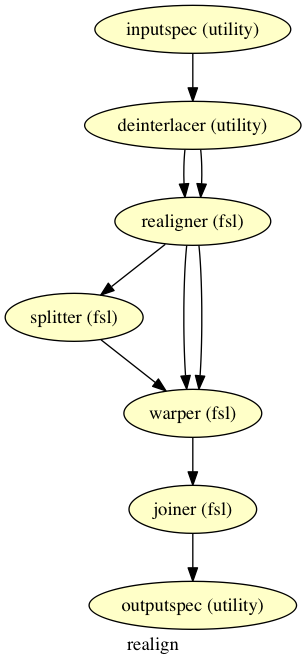 inputspec (utility)
deinterlacer (utility)
realigner (fsl)
splitter (fsl)
warper (fsl)
joiner (fsl)
outputspec (utility)
realign